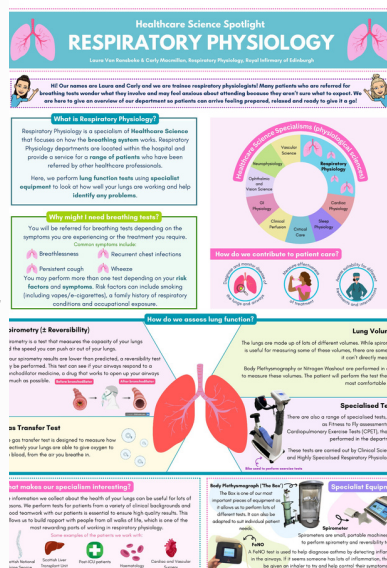 Healthcare Science Spotlight
RESPIRATORY PHYSIOLOGY
Laura Van Renshohe & Carly Macmillan, Respiratory Physiology, Royal Infirmary of Edinburgh
Hi! Our names are Laura and Carly and we are trainee respiratory physiologists! Many patients who are referred for
breathing tests wonder what they involve and may feel anxious about attending because they aren't sure what to expect. We
are here to give an overview of our department so patients can arrive feeling prepared, relaxed and ready to give it a go!
What is Respiratory Physiology?
Respiratory Physiology is a specialism of Healthcare Science
that focuses on how the breathing system works. Respiratory
Physiology departments are located within the hospital and
provide a service for a range of patients who have been
referred by other healthcare professionals.
Here, we perform lung function tests using specialist
equipment to look at how well your lungs are working and help
identify any problems.
Healthcare Science Specialisms (physiological sciences)
Vascular
Science
Respiratory
Physiology
Cardiac
Physiology
Sleep
Physiology
Critical
Care
Clinical
Perfusion
GI
Physiology
Ophthalmic
and Vision
Science
Neurophysiology
Why might I need breathing tests?
You will be referred for breathing tests depending on the
symptoms you are experiencing or the treatment you require.
Common symptoms include:
Breathlessness
Recurrent chest infections
Persistent cough
Wheeze
You may perform more than one test depending on your risk
factors and symptoms. Risk factors can include smoking
(including vapes/e-cigarettes), a family history of respiratory
conditions and occupational exposure.
How do we contribute to patient care?
How do we assess lung function?
pirometry (± Reversibility)
irometry is a test that measures the capacity of your lungs
d the speed you can push air out of your lungs.
our spirometry results are lower than predicted, a reversibility test
y be performed. This test can see if your airways respond to a
nchodilator medicine, a drug that works to open up your airways
much as possible.
Before bronchodilator
After bronchodilator
as Transfer Test
gas transfer test is designed to measure how
ectively your lungs are able to give oxygen to
blood, from the air you breathe in.
Lung Volur
The lungs are made up of lots of different volumes. While spiro
is useful for measuring some of these volumes, there are some
it can't directly mea
Body Plethysmography or Nitrogen Washout are performed in o
to measure these volumes. The patient will perform the test the
most comfortable
Specialised Te
There are also a range of specialised tests,
as Fitness to Fly assessments
Cardiopulmonary Exercise Tests (CPET), tha
performed in the departm
These tests are carried out by Clinical Scie
and Highly Specialised Respiratory Physiolo
Bike used to perform exercise tests
at makes our specialism interesting?
information we collect about the health of your lungs can be useful for lots of
sons. We perform tests for patients from a variety of clinical backgrounds and
od teamwork with our patients is essential to ensure high quality results. This
llows us to build rapport with people from all walks of life, which is one of the
most rewarding parts of working in respiratory physiology.
Some examples of the patients we work with:
Scottish Liver
Transplant Unit
Post-ICU patients
Haematology
Cardiac and Vascular
Body Plethysmograph ('The Box')
The Box is one of our most
important pieces of equipment as
it allows us to perform lots of
different tests. It can also be
adapted to suit individual patient
needs.
Specialist Equipm
Spirometer
Spirometers are small, portable machines
to perform spirometry and reversibility t
FeNO
A FeNO test is used to help diagnose asthma by detecting inflar
in the airways. If it seems someone has lots of inflammation, the
be given an inhaler to try and help control their symptoms